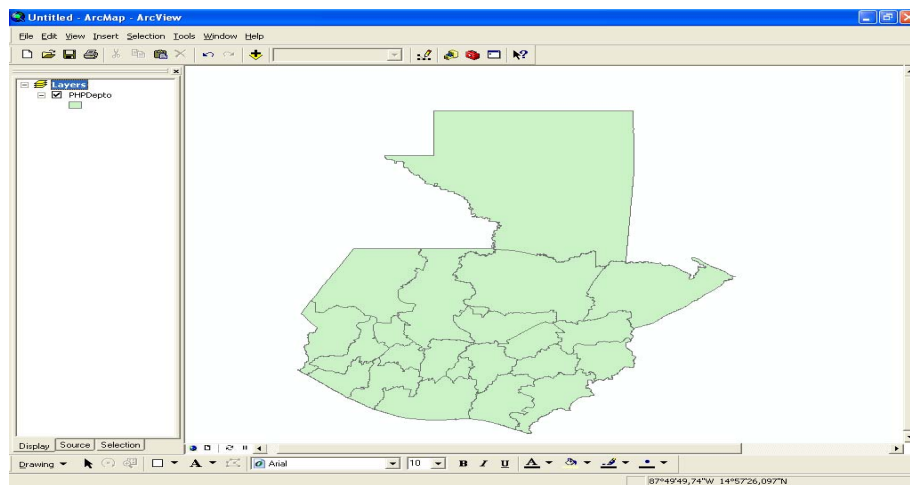 Untitled - ArcMap - ArcView
File Edit View Insert Selection Tools Window Help
Layers
PHPDepto
Display Source Selection
Drawing A Arial 10 B I U A
87°49'49,74"W 14°57'26,097"N